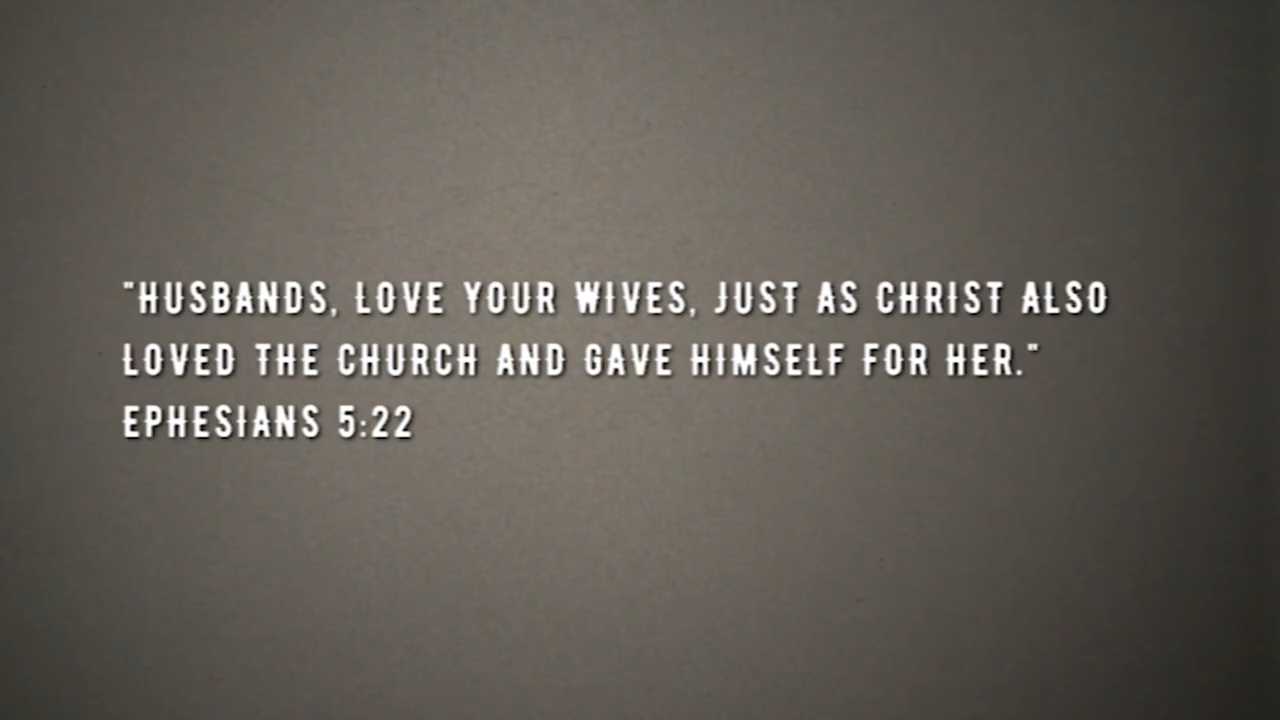 "HUSBANDS, LOVE YOUR WIVES, JUST AS CHRIST ALSO
LOVED THE CHURCH AND GAVE HIMSELF FOR HER."
EPHESIANS 5:22